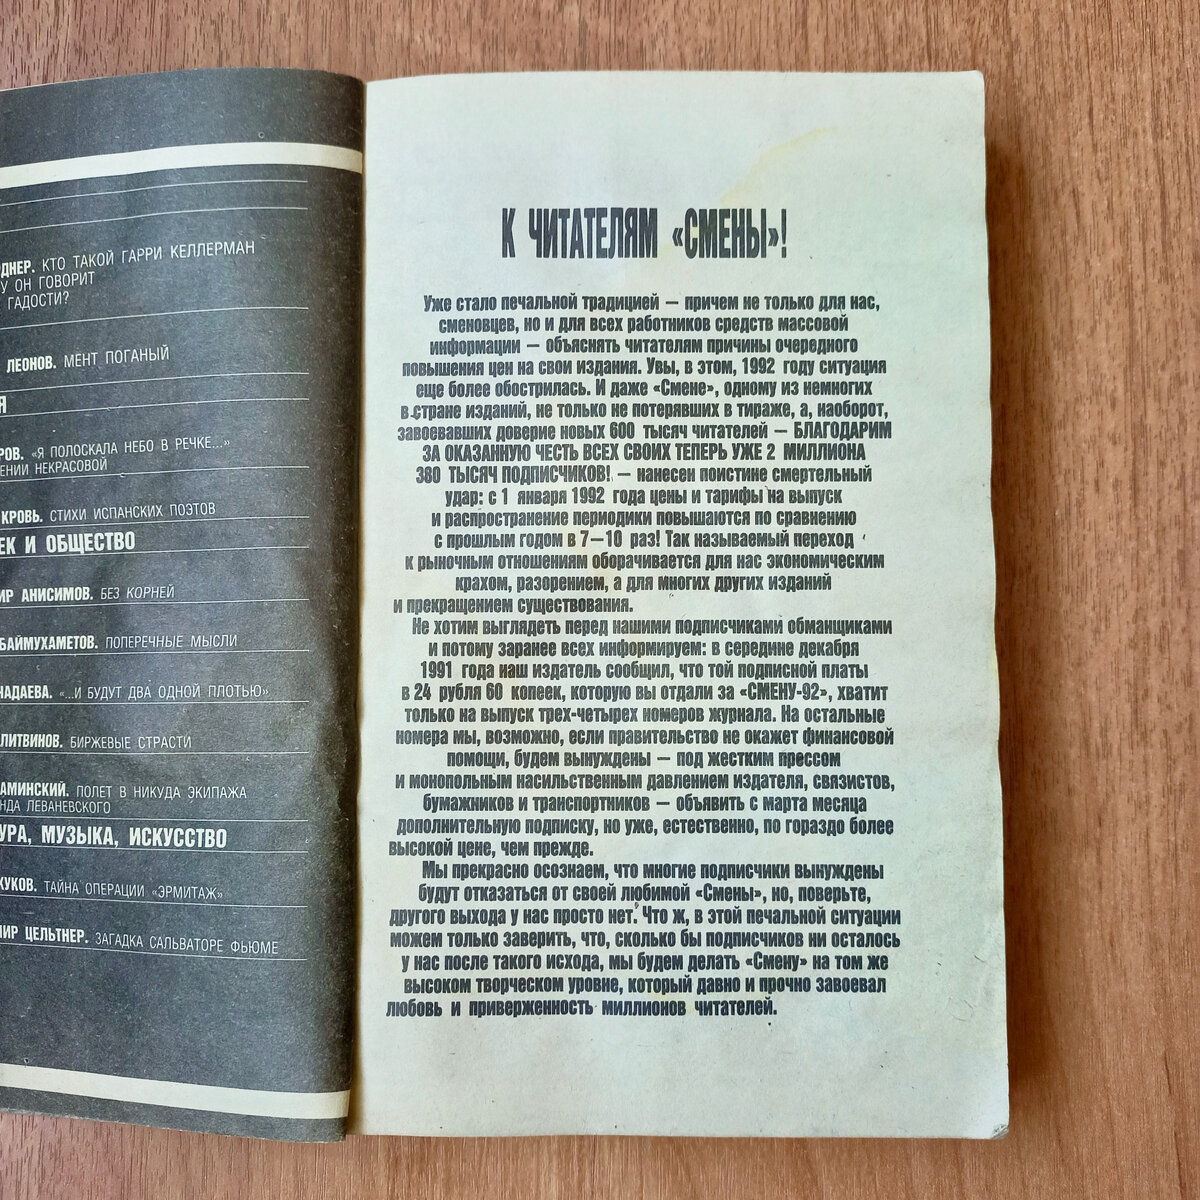 ДНЕР. КТО ТАКОЙ ГАРРИ КЕЛЛЕРМАН
У ОН ГОВОРИТ
ГАДОСТИ?
ЛЕОНОВ. МЕНТ ПОГАНЫЙ
Я
РОВ. «Я ПОЛОСКАЛА НЕБО В РЕЧКЕ...»
ЕНИИ НЕКРАСОВОЙ
КРОВЬ. СТИХИ ИСПАНСКИХ ПОЭТОВ
ЕК И ОБЩЕСТВО
ИР АНИСИМОВ. БЕЗ КОРНЕЙ
БАЙМУХАМЕТОВ. ПОПЕРЕЧНЫЕ МЫСЛИ
НАДАЕВА. «...И БУДУТ ДВА ОДНОЙ ПЛОТЬЮ»
ЛИТВИНОВ. БИРЖЕВЫЕ СТРАСТИ
АМИНСКИЙ. ПОЛЕТ В НИКУДА ЭКИПАЖА
НДА ЛЕВАНЕВСКОГО
УРА, МУЗЫКА, ИСКУССТВО
ЖУКОВ. ТАЙНА ОПЕРАЦИИ «ЭРМИТАЖ»
ИР ЦЕЛЬТНЕР. ЗАГАДКА САЛЬВАТОРЕ ФЬЮМЕ
К ЧИТАТЕЛЯМ «СМЕНЫ»!
Уже стало печальной традицией — причем не только для нас,
сменовцев, но и для всех работников средств массовой
информации — объяснять читателям причины очередного
повышения цен на свои издания. Увы, в этом, 1992 году ситуация
еще более обострилась. И даже «Смене», одному из немногих
в стране изданий, не только не потерявших в тираже, а, наоборот,
завоевавших доверие новых 600 тысяч читателей — БЛАГОДАРИМ
ЗА ОКАЗАННУЮ ЧЕСТЬ ВСЕХ СВОИХ ТЕПЕРЬ УЖЕ 2 МИЛЛИОНА
380 ТЫСЯЧ ПОДПИСЧИКОВ! — нанесен поистине смертельный
удар: с 1 января 1992 года цены и тарифы на выпуск
и распространение периодики повышаются по сравнению
с прошлым годом в 7—10 раз! Так называемый переход
к рыночным отношениям оборачивается для нас экономическим
крахом, разорением, а для многих других изданий
и прекращением существования.
Не хотим выглядеть перед нашими подписчиками обманщиками
и потому заранее всех информируем: в середине декабря
1991 года наш издатель сообщил, что той подписной платы
в 24 рубля 60 копеек, которую вы отдали за «СМЕНУ-92», хватит
только на выпуск трех-четырех номеров журнала. На остальные
номера мы, возможно, если правительство не окажет финансовой
помощи, будем вынуждены — под жестким прессом
и монопольным насильственным давлением издателя, связистов,
бумажников и транспортников — объявить с марта месяца
дополнительную подписку, но уже, естественно, по гораздо более
высокой цене, чем прежде.
Мы прекрасно осознаем, что многие подписчики вынуждены
будут отказаться от своей любимой «Смены», но, поверьте,
другого выхода у нас просто нет. Что ж, в этой печальной ситуации
можем только заверить, что, сколько бы подписчиков ни осталось
у нас после такого исхода, мы будем делать «Смену» на том же
высоком творческом уровне, который давно и прочно завоевал
любовь и приверженность миллионов читателей.